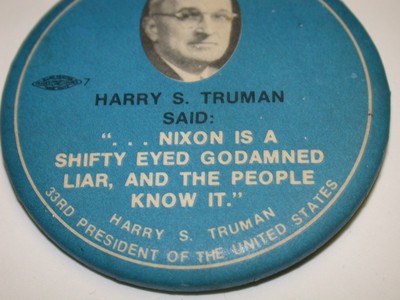 7
HARRY S. TRUMAN
SAID:
“. . . NIXON IS A
SHIFTY EYED GODAMNED
LIAR, AND THE PEOPLE
KNOW IT.”
HARRY S. TRUMAN
33RD PRESIDENT OF THE UNITED STATES